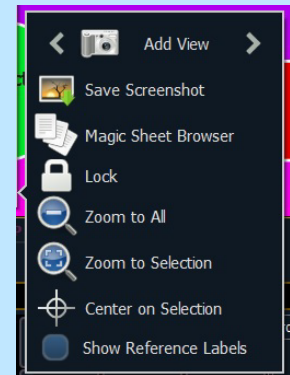 Add View
Save Screenshot
Magic Sheet Browser
Lock
Zoom to All
Zoom to Selection
Center on Selection
Show Reference Labels